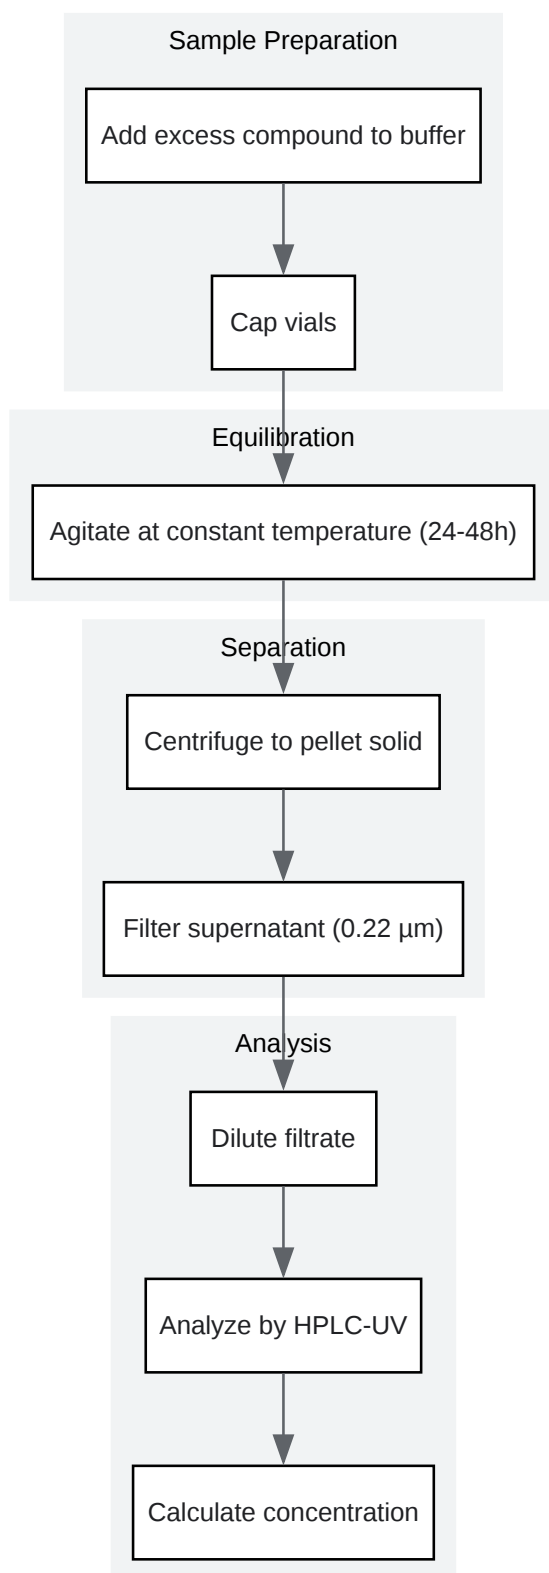 Sample Preparation
Add excess compound to buffer
Cap vials
Equilibration
Agitate at constant temperature (24-48h)
Separation
Centrifuge to pellet solid
Filter supernatant (0.22 µm)
Analysis
Dilute filtrate
Analyze by HPLC-UV
Calculate concentration